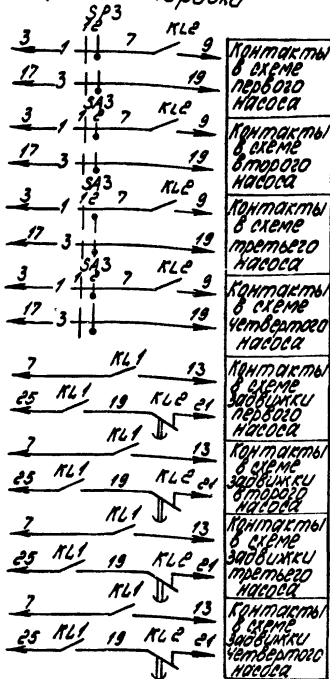 SP3
3 1 12 7 KL2 9
17 3 19
Контакты
в схеме
первого
насоса
SA3
3 1 12 7 KL2 9
17 3 19
Контакты
в схеме
второго
насоса
SA3
3 1 12 7 KL2 9
17 3 19
Контакты
в схеме
третьего
насоса
SA3
3 1 12 7 KL2 9
17 3 19
Контакты
в схеме
четвертого
насоса
7 KL1 13
25 KL1 19 KL2 21
Контакты
в схеме
задвижки
первого
насоса
7 KL1 13
25 KL1 19 KL2 21
Контакты
в схеме
задвижки
второго
насоса
7 KL1 13
25 KL1 19 KL2 21
Контакты
в схеме
задвижки
третьего
насоса
7 KL1 13
25 KL1 19 KL2 21
Контакты
в схеме
задвижки
четвертого
насоса